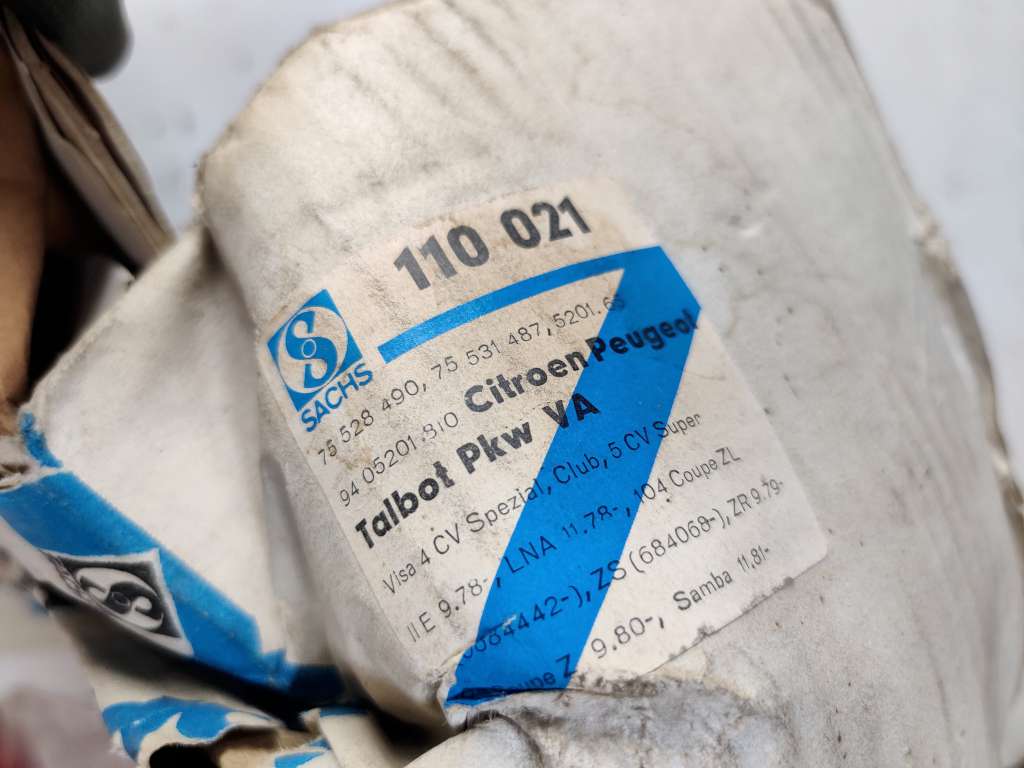 110 021
SACHS
75 528 490, 75 531 487, 5201.65
94 05201.810 Citroen Peugeot
Talbot Pkw VA
Visa 4 CV Spezial, Club, 5 CV Super
II E 9.78-, LNA 11.78-, 104 Coupe ZL
0684442-), ZS (684069-), ZR 9.79-
Coupe Z 9.80-, Samba 11.81-